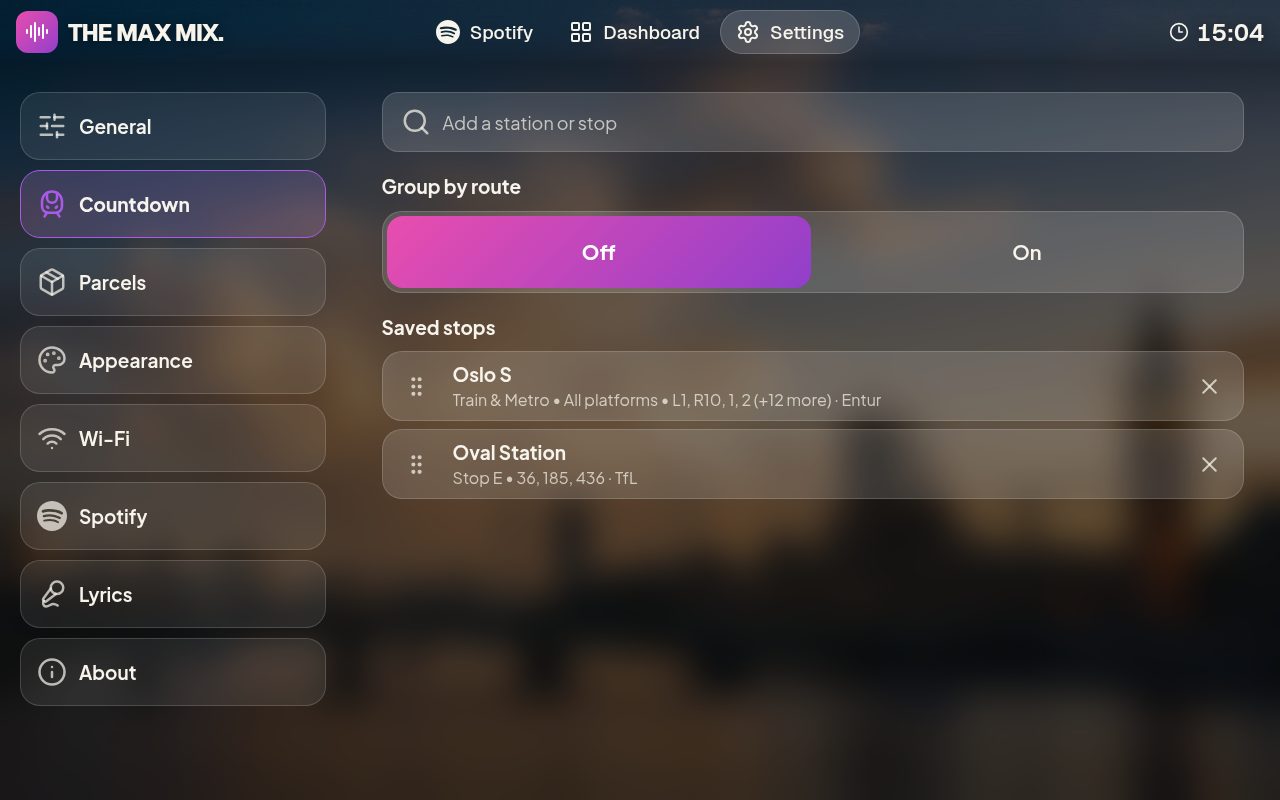 THE MAX MIX.
Spotify
Dashboard
Settings
15:04
General
Countdown
Parcels
Appearance
Wi-Fi
Spotify
Lyrics
About
Add a station or stop
Group by route
Off
On
Saved stops
Oslo S
Train & Metro • All platforms • L1, R10, 1, 2 (+12 more) · Entur
Oval Station
Stop E • 36, 185, 436 · TfL